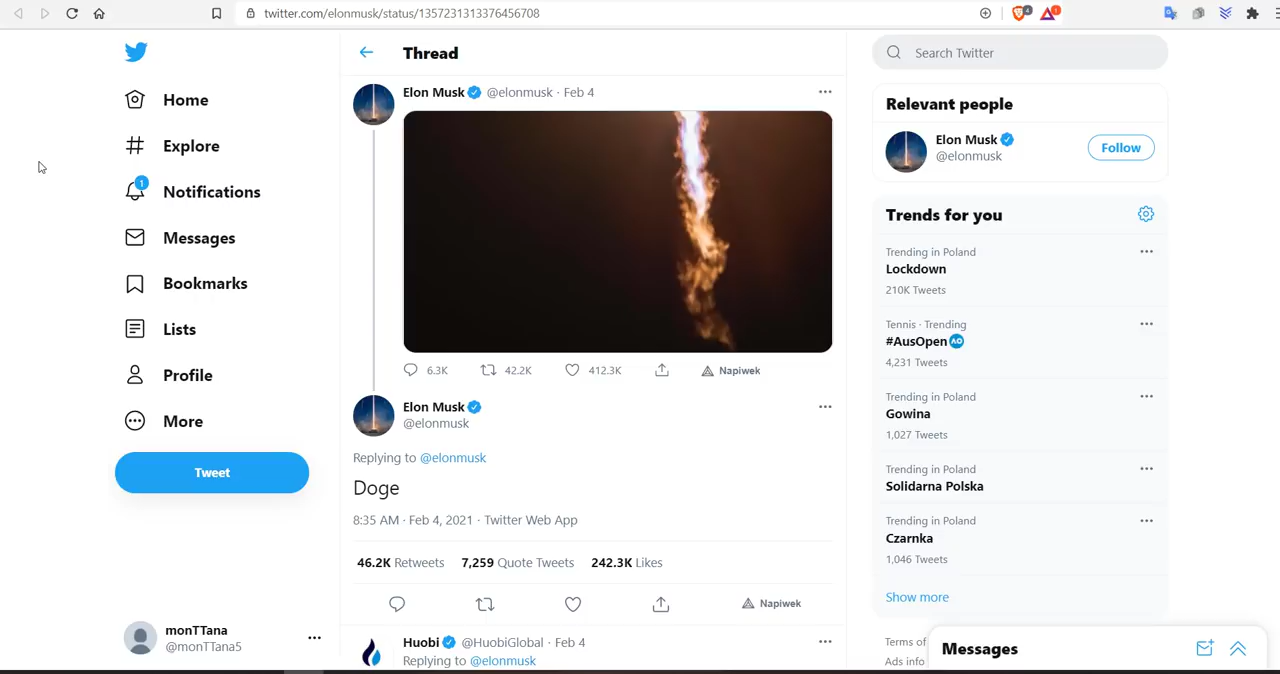 twitter.com/elonmusk/status/1357231313376456708
4
1
Home
Explore
1
Notifications
Messages
Bookmarks
Lists
Profile
More
Tweet
monTTana
@monTTana5
Thread
Elon Musk @elonmusk · Feb 4
6.3K 42.2K 412.3K Napiwek
Elon Musk
@elonmusk
Replying to @elonmusk
Doge
8:35 AM · Feb 4, 2021 · Twitter Web App
46.2K Retweets 7,259 Quote Tweets 242.3K Likes
Napiwek
Huobi @HuobiGlobal · Feb 4
Replying to @elonmusk
Search Twitter
Relevant people
Elon Musk
@elonmusk
Follow
Trends for you
Trending in Poland
Lockdown
210K Tweets
Tennis · Trending
#AusOpen AO
4,231 Tweets
Trending in Poland
Gowina
1,027 Tweets
Trending in Poland
Solidarna Polska
Trending in Poland
Czarnka
1,046 Tweets
Show more
Terms of
Ads info
Messages